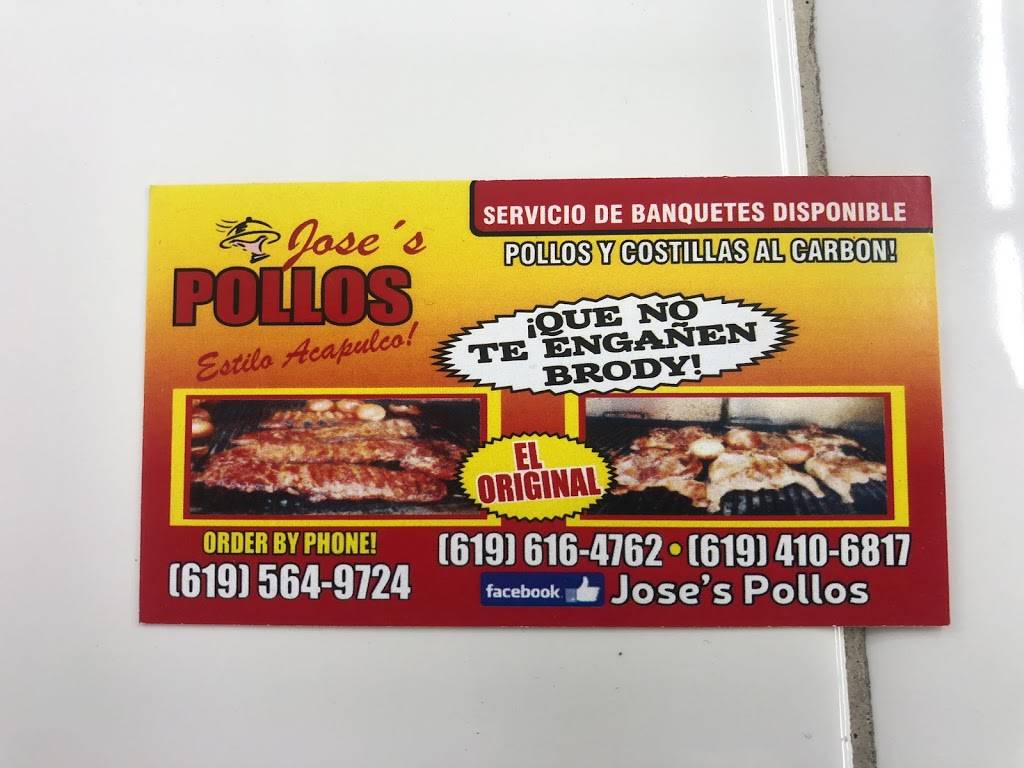 Jose´s
POLLOS
Estilo Acapulco!
SERVICIO DE BANQUETES DISPONIBLE
POLLOS Y COSTILLAS AL CARBON!
¡QUE NO
TE ENGAÑEN
BRODY!
EL
ORIGINAL
ORDER BY PHONE!
(619) 564-9724
(619) 616-4762 • (619) 410-6817
facebook Jose's Pollos